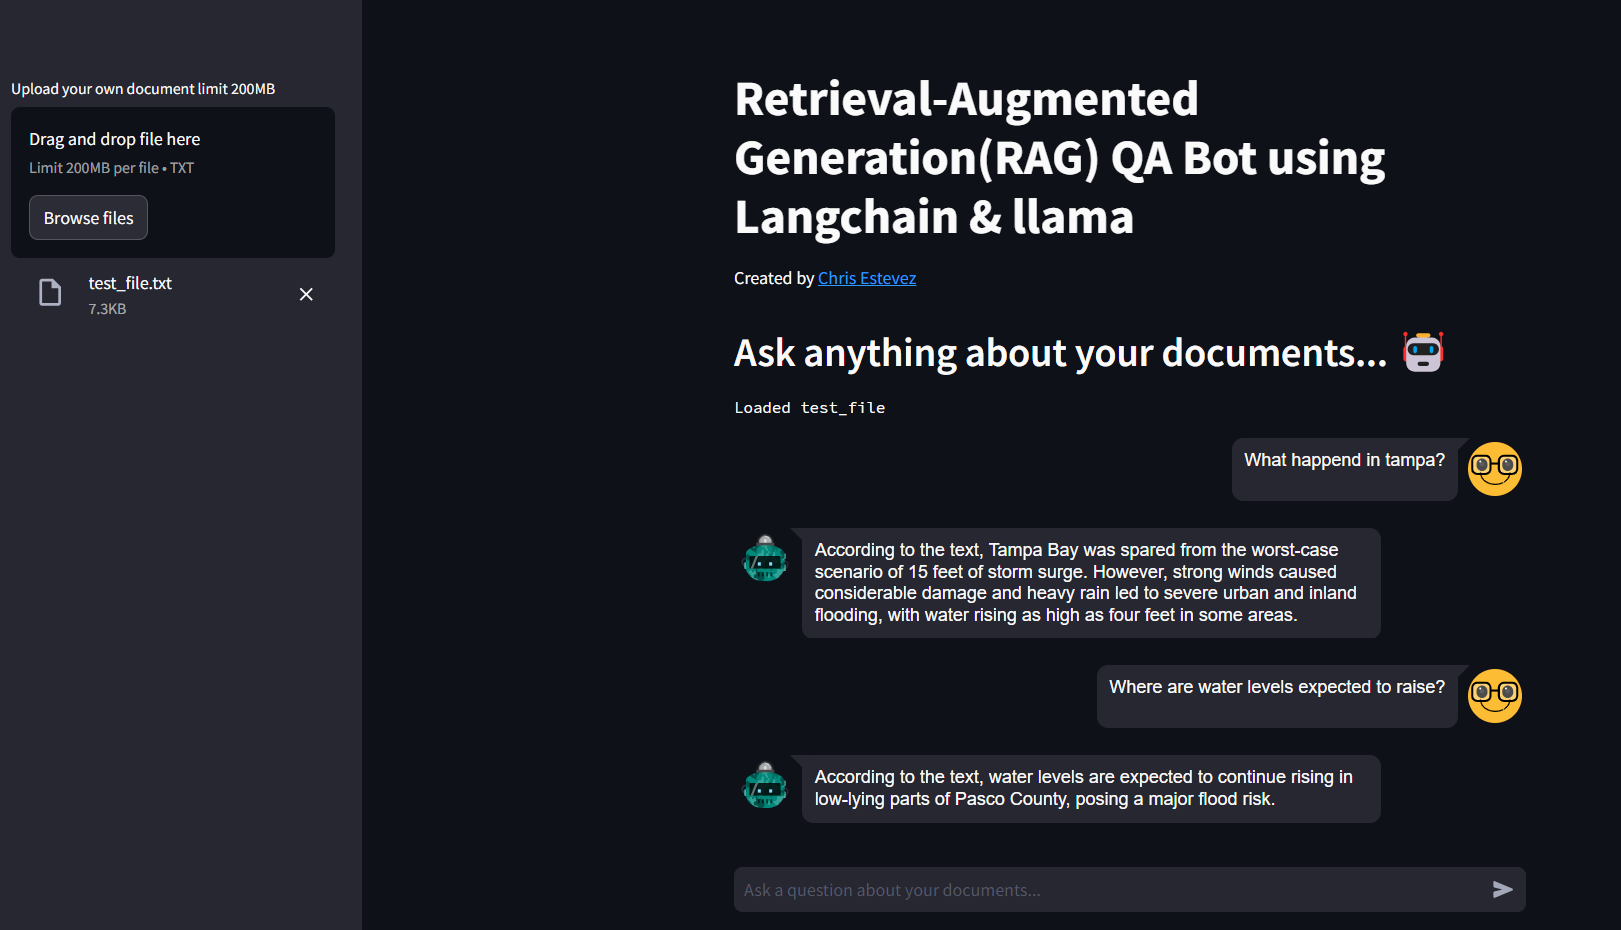 Upload your own document limit 200MB
Drag and drop file here
Limit 200MB per file • TXT
Browse files
test_file.txt
7.3KB
Retrieval-Augmented
Generation(RAG) QA Bot using
Langchain & llama
Created by Chris Estevez
Ask anything about your documents...
Loaded test_file
What happend in tampa?
According to the text, Tampa Bay was spared from the worst-case
scenario of 15 feet of storm surge. However, strong winds caused
considerable damage and heavy rain led to severe urban and inland
flooding, with water rising as high as four feet in some areas.
Where are water levels expected to raise?
According to the text, water levels are expected to continue rising in
low-lying parts of Pasco County, posing a major flood risk.
Ask a question about your documents...